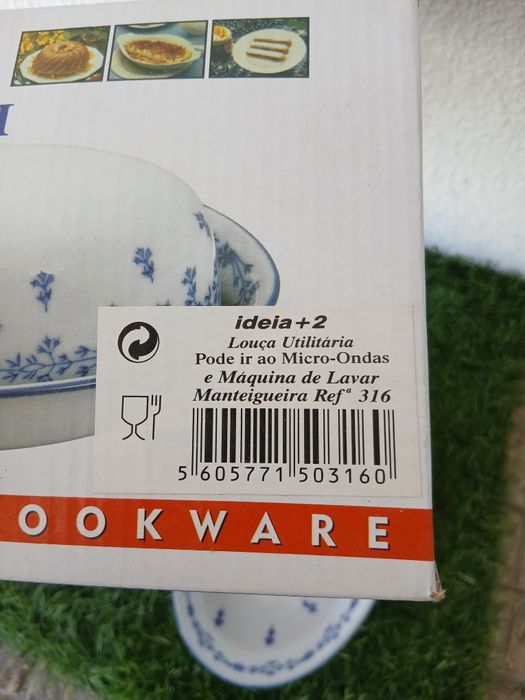 ideia+2
Louça Utilitária
Pode ir ao Micro-Ondas
e Máquina de Lavar
Manteigueira Refª 316
5 605771 503160
OOKWARE